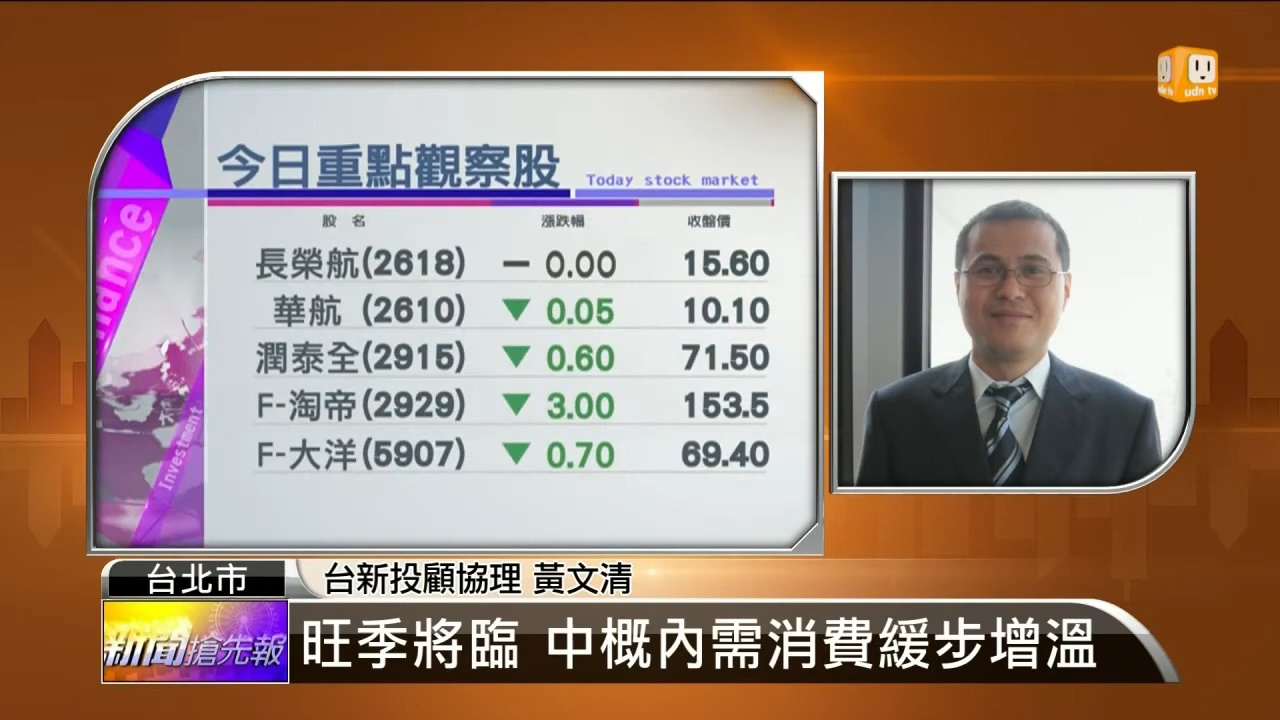 udn tv
今日重點觀察股
Today stock market
股 名 漲跌幅 收盤價
長榮航(2618) — 0.00 15.60
華航 (2610) ▼ 0.05 10.10
潤泰全(2915) ▼ 0.60 71.50
F-淘帝(2929) ▼ 3.00 153.5
F-大洋(5907) ▼ 0.70 69.40
Investment
台北市
台新投顧協理 黃文清
新聞搶先報
旺季將臨 中概內需消費緩步增溫